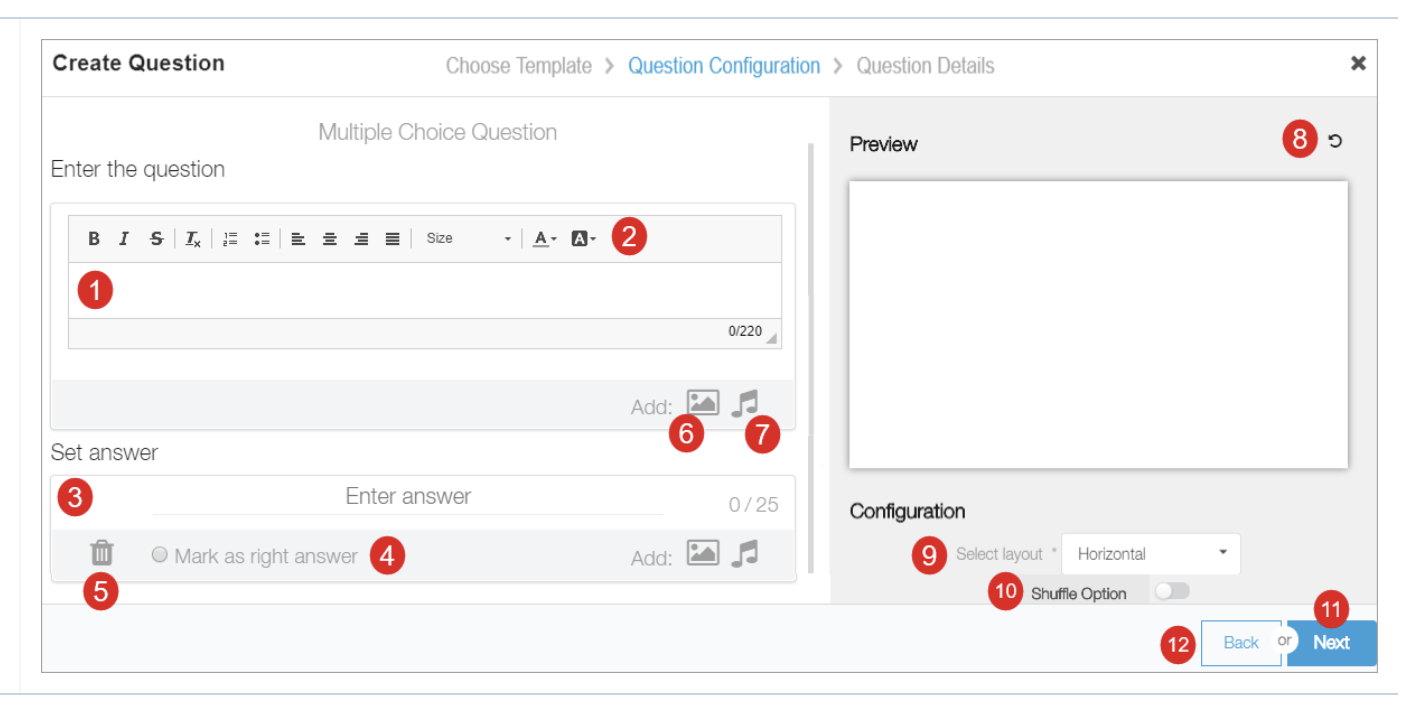 Create Question
Choose Template > Question Configuration > Question Details
Multiple Choice Question
Enter the question
B I S Tx Size A A 2
1
0/220
Add:
6 7
Set answer
3 Enter answer 0 / 25
Mark as right answer 4 Add:
5
Preview 8
Configuration
9 Select layout * Horizontal
10 Shuffle Option
11
12 Back or Next